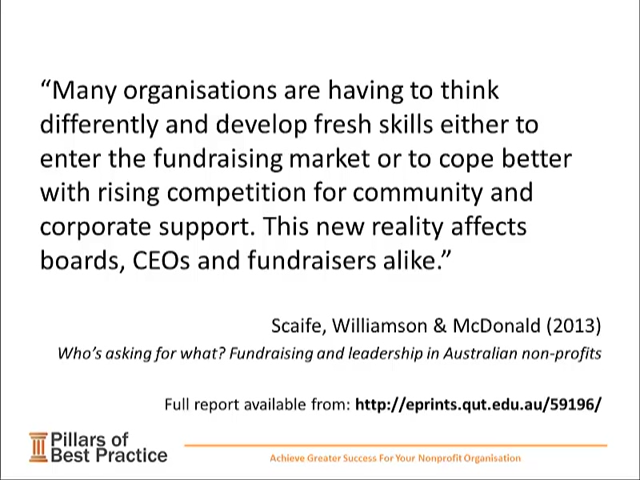 “Many organisations are having to think
differently and develop fresh skills either to
enter the fundraising market or to cope better
with rising competition for community and
corporate support. This new reality affects
boards, CEOs and fundraisers alike.”
Scaife, Williamson & McDonald (2013)
Who’s asking for what? Fundraising and leadership in Australian non-profits
Full report available from: http://eprints.qut.edu.au/59196/
Pillars of
Best Practice
Achieve Greater Success For Your Nonprofit Organisation